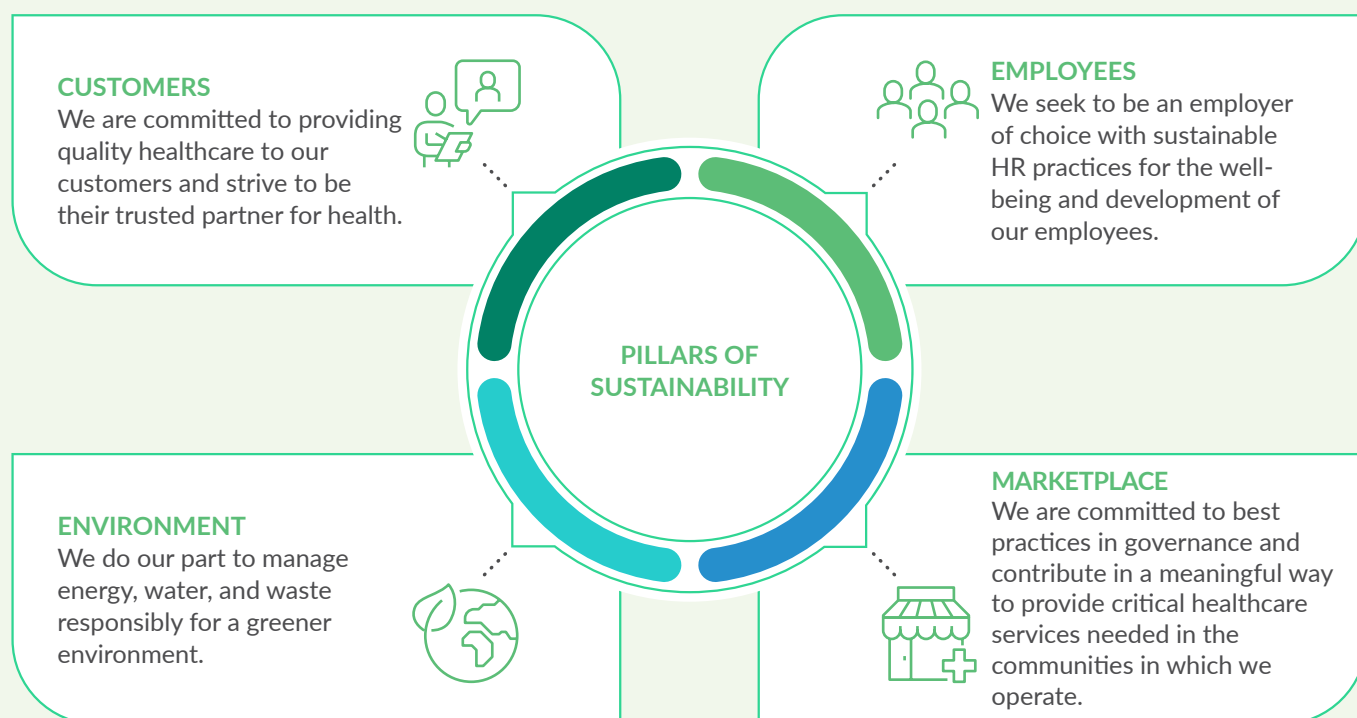 CUSTOMERS
We are committed to providing
quality healthcare to our
customers and strive to be
their trusted partner for health.
EMPLOYEES
We seek to be an employer
of choice with sustainable
HR practices for the well-
being and development of
our employees.
PILLARS OF
SUSTAINABILITY
ENVIRONMENT
We do our part to manage
energy, water, and waste
responsibly for a greener
environment.
MARKETPLACE
We are committed to best
practices in governance and
contribute in a meaningful way
to provide critical healthcare
services needed in the
communities in which we
operate.